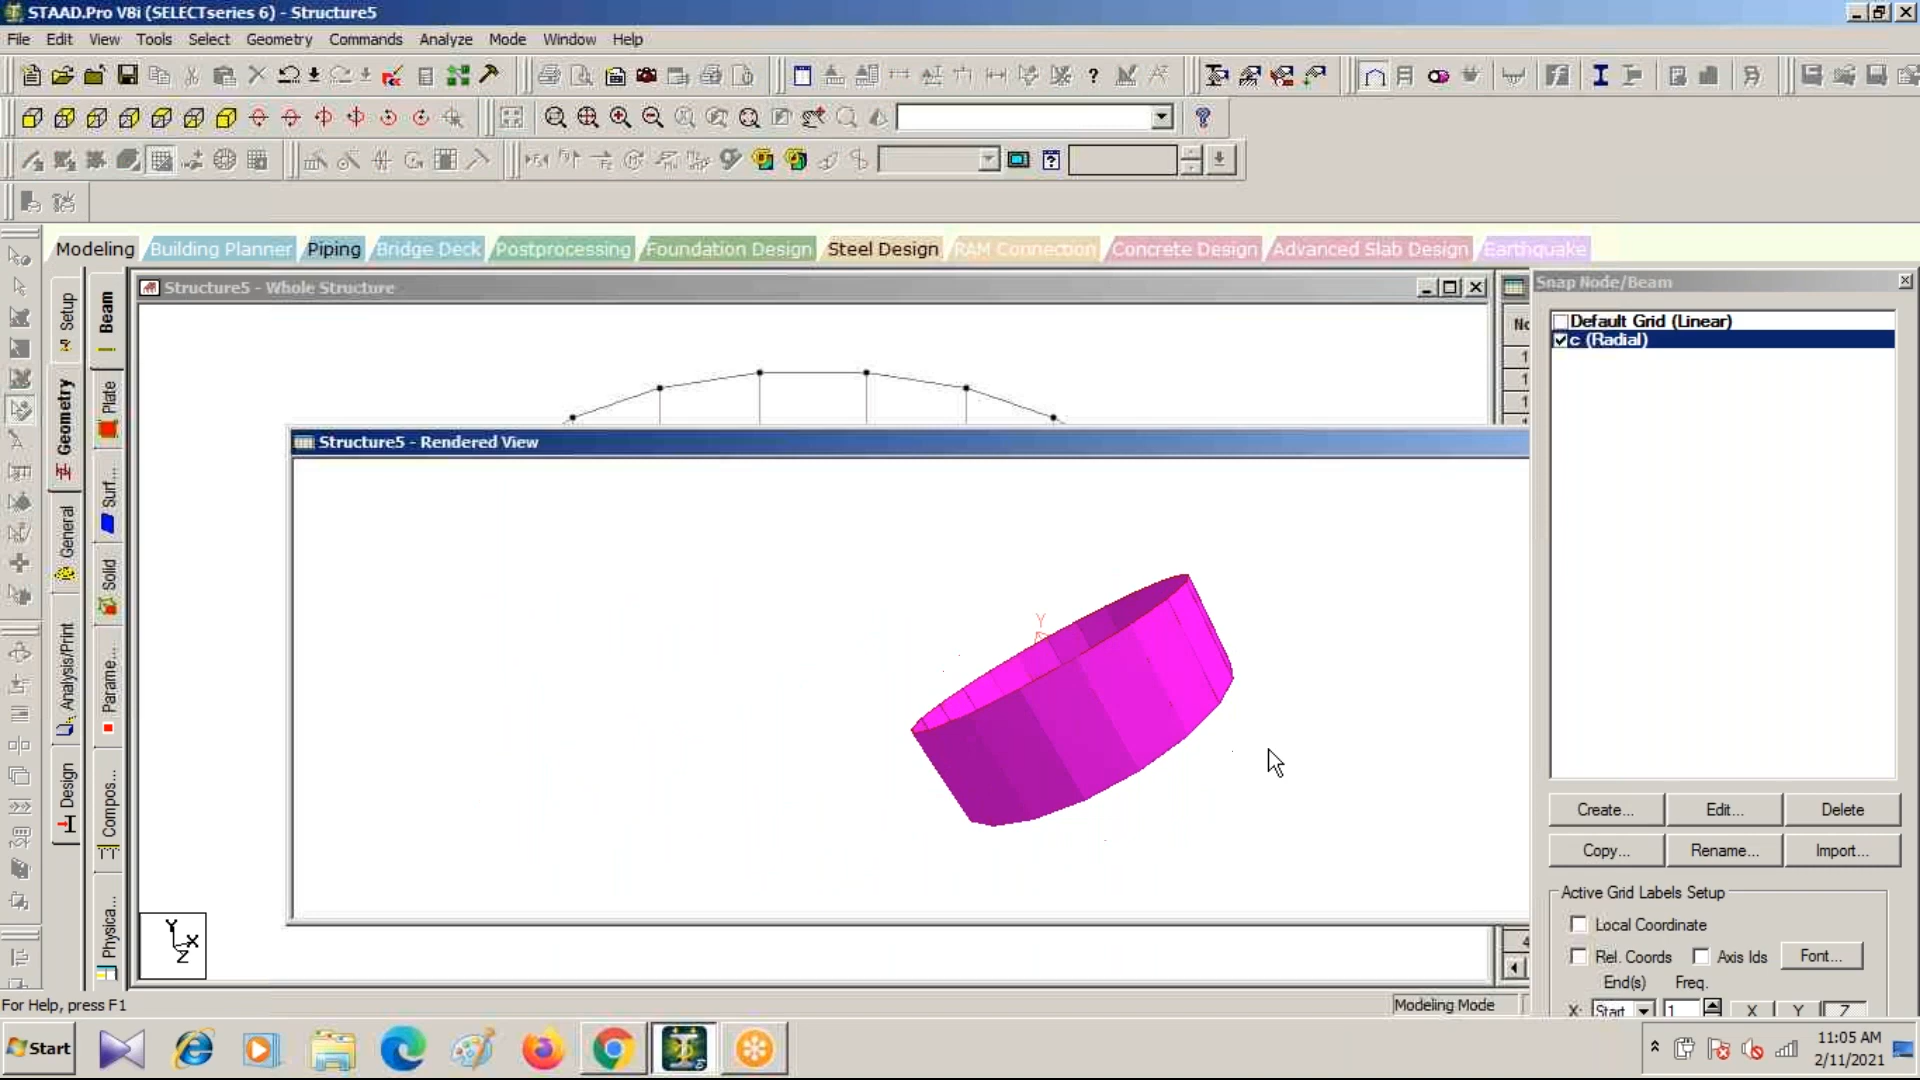 STAAD.Pro V8i (SELECTseries 6) - Structure5
File Edit View Tools Select Geometry Commands Analyze Mode Window Help
Modeling Building Planner Piping Bridge Deck Postprocessing Foundation Design Steel Design RAM Connection Concrete Design Advanced Slab Design Earthquake
Setup
Geometry
General
Analysis/Print
Design
Beam
Plate
Surf...
Solid
Parame...
Compos...
Physica...
Structure5 - Whole Structure
Structure5 - Rendered View
Y
Y
X
Z
Snap Node/Beam
Default Grid (Linear)
c (Radial)
Create... Edit... Delete
Copy... Rename... Import...
Active Grid Labels Setup
Local Coordinate
Rel. Coords Axis Ids Font...
End(s) Freq.
X: Start 1 X Y Z
For Help, press F1
Modeling Mode
Start
11:05 AM
2/11/2021